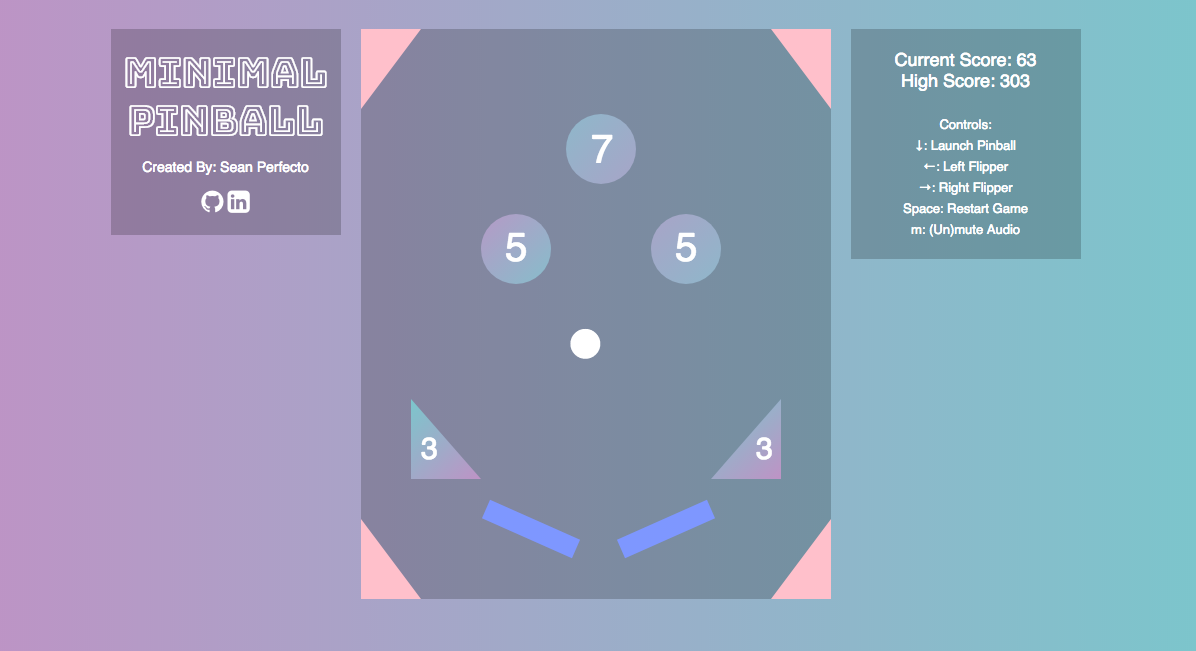 MINIMAL
PINBALL
Created By: Sean Perfecto
in
7
5 5
3 3
Current Score: 63
High Score: 303
Controls:
↓: Launch Pinball
←: Left Flipper
→: Right Flipper
Space: Restart Game
m: (Un)mute Audio